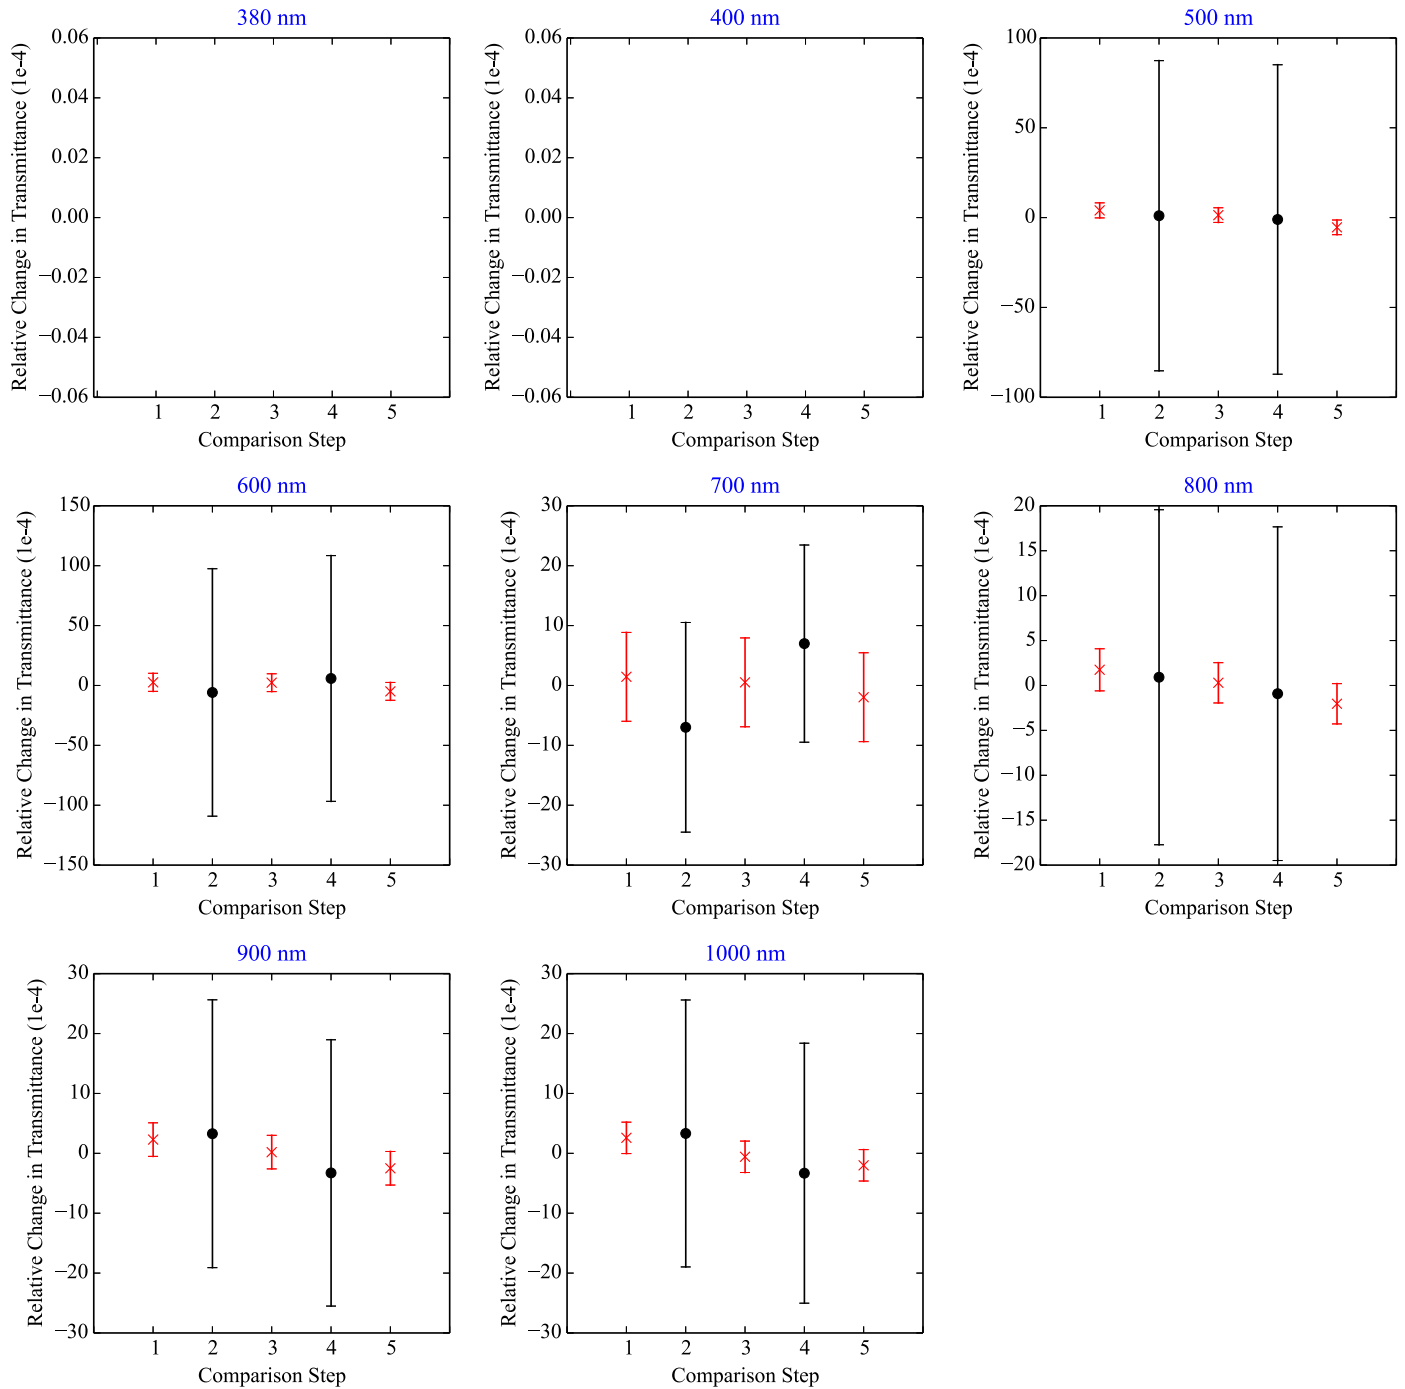 380 nm
Relative Change in Transmittance (1e-4)
0.06
0.04
0.02
0.00
−0.02
−0.04
−0.06
1 2 3 4 5
Comparison Step
400 nm
Relative Change in Transmittance (1e-4)
0.06
0.04
0.02
0.00
−0.02
−0.04
−0.06
1 2 3 4 5
Comparison Step
500 nm
Relative Change in Transmittance (1e-4)
100
50
0
−50
−100
1 2 3 4 5
Comparison Step
600 nm
Relative Change in Transmittance (1e-4)
150
100
50
0
−50
−100
−150
1 2 3 4 5
Comparison Step
700 nm
Relative Change in Transmittance (1e-4)
30
20
10
0
−10
−20
−30
1 2 3 4 5
Comparison Step
800 nm
Relative Change in Transmittance (1e-4)
20
15
10
5
0
−5
−10
−15
−20
1 2 3 4 5
Comparison Step
900 nm
Relative Change in Transmittance (1e-4)
30
20
10
0
−10
−20
−30
1 2 3 4 5
Comparison Step
1000 nm
Relative Change in Transmittance (1e-4)
30
20
10
0
−10
−20
−30
1 2 3 4 5
Comparison Step